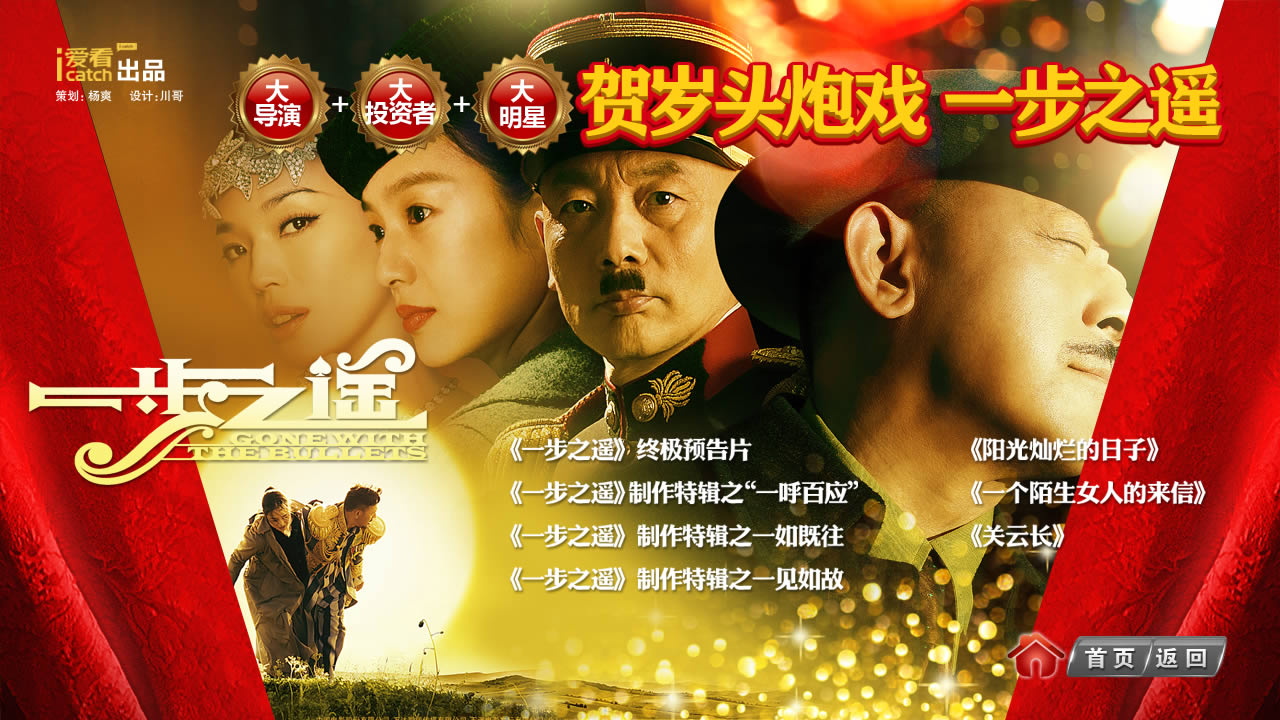 爱看
iCatch 出品
策划：杨爽 设计：川哥
大导演 + 大投资者 + 大明星
贺岁头炮戏 一步之遥
一步之遥
GONE WITH
THE BULLETS
《一步之遥》终极预告片
《一步之遥》制作特辑之“一呼百应”
《一步之遥》制作特辑之一如既往
《一步之遥》制作特辑之一见如故
《阳光灿烂的日子》
《一个陌生女人的来信》
《关云长》
首页 返回